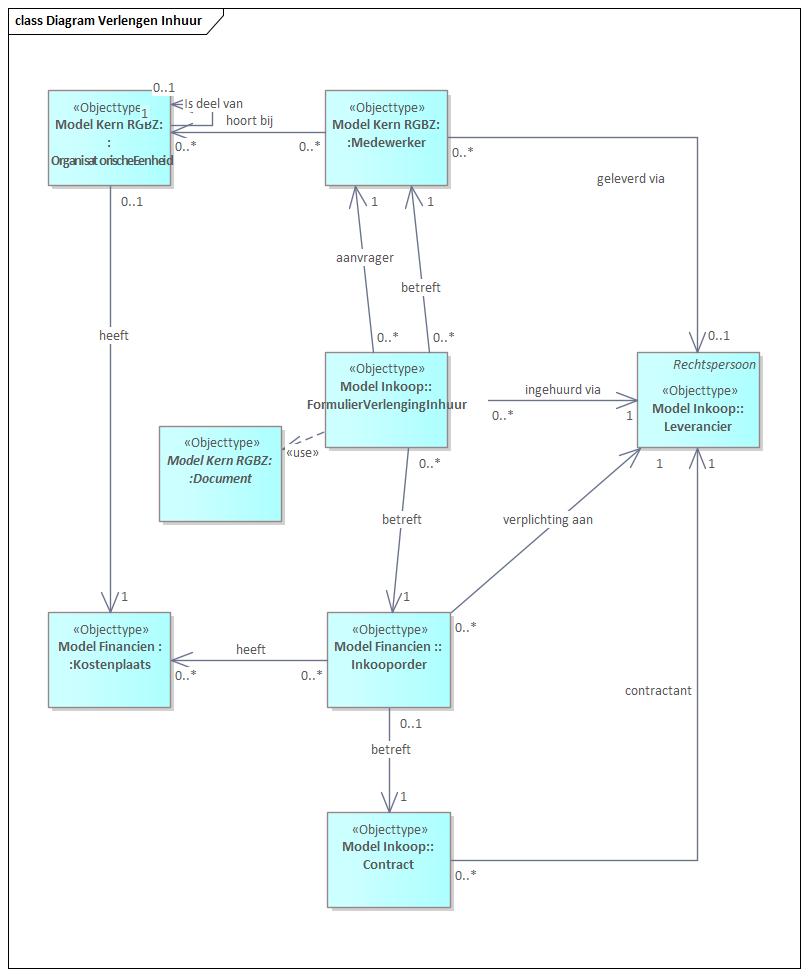 class Diagram Verlengen Inhuur
«Objecttype»
Model Kern RGBZ:
:
OrganisatorischeEenheid
0..1
1
Is deel van
hoort bij
0..*
0..*
«Objecttype»
Model Kern RGBZ:
:Medewerker
0..*
geleverd via
0..1
0..1
heeft
1
aanvrager
1
0..*
betreft
1
0..*
«Objecttype»
Model Inkoop::
FormulierVerlengingInhuur
ingehuurd via
0..*
1
Rechtspersoon
«Objecttype»
Model Inkoop::
Leverancier
«Objecttype»
Model Kern RGBZ:
:Document
«use»
0..*
betreft
1
verplichting aan
1
0..*
1
contractant
0..*
«Objecttype»
Model Financien :
:Kostenplaats
heeft
0..*
0..*
«Objecttype»
Model Financien ::
Inkooporder
0..1
betreft
1
«Objecttype»
Model Inkoop::
Contract